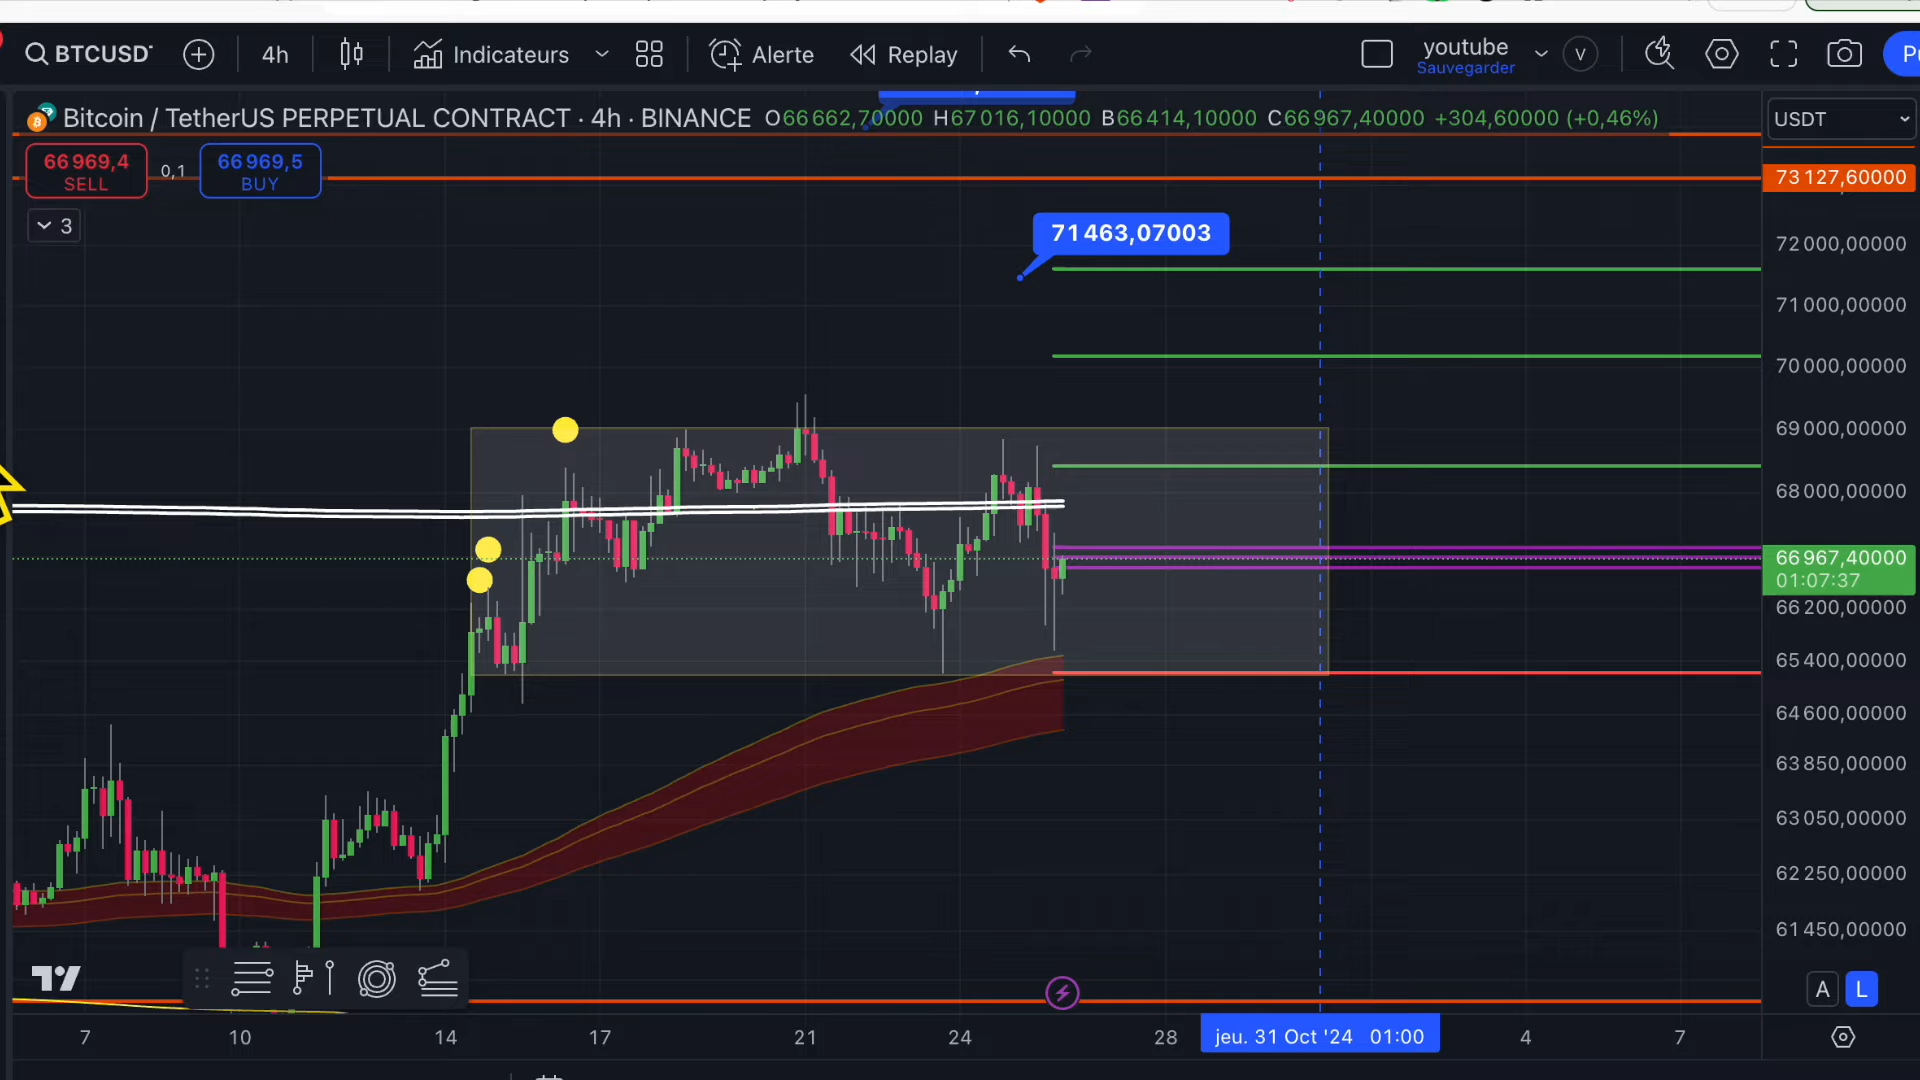 BTCUSD
4h
Indicateurs
Alerte
Replay
youtube
Sauvegarder
V
Bitcoin / TetherUS PERPETUAL CONTRACT · 4h · BINANCE O66 662,70000 H67 016,10000 B66 414,10000 C66 967,40000 +304,60000 (+0,46%)
USDT
66 969,4
SELL
0,1
66 969,5
BUY
3
71 463,07003
73 127,60000
72 000,00000
71 000,00000
70 000,00000
69 000,00000
68 000,00000
66 967,40000
01:07:37
66 200,00000
65 400,00000
64 600,00000
63 850,00000
63 050,00000
62 250,00000
61 450,00000
A
L
7
10
14
17
21
24
28
jeu. 31 Oct '24 01:00
4
7